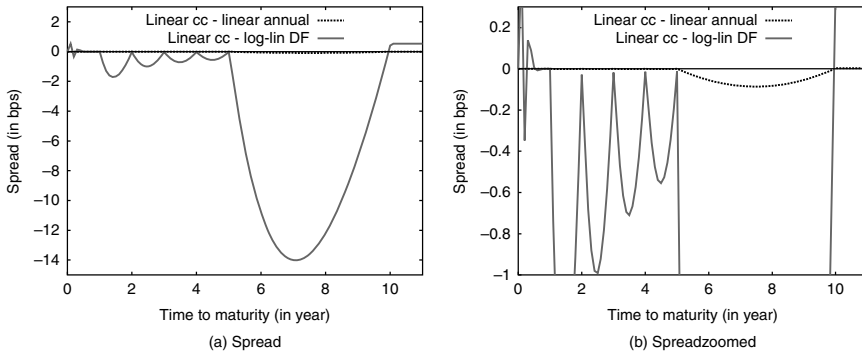 Linear cc - linear annual
Linear cc - log-lin DF
2
0
−2
−4
−6
−8
−10
−12
−14
Spread (in bps)
0 2 4 6 8 10
Time to maturity (in year)
(a) Spread
Linear cc - linear annual
Linear cc - log-lin DF
0.2
0
−0.2
−0.4
−0.6
−0.8
−1
Spread (in bps)
0 2 4 6 8 10
Time to maturity (in year)
(b) Spreadzoomed